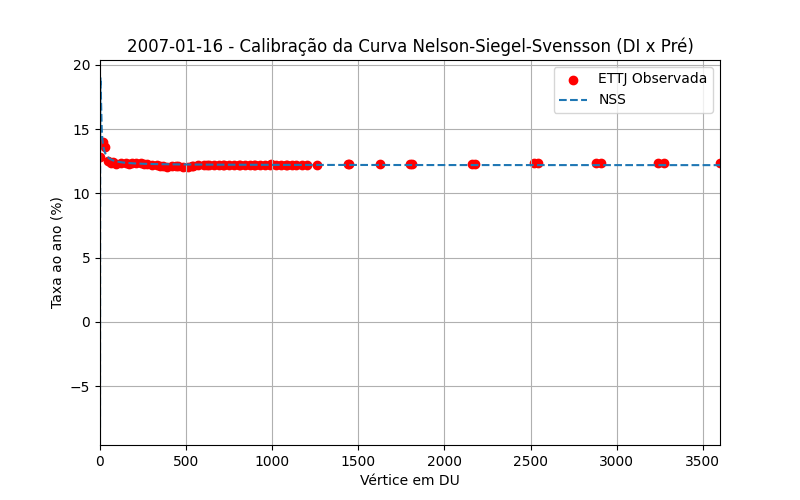 2007-01-16 - Calibração da Curva Nelson-Siegel-Svensson (DI x Pré)
ETTJ Observada
NSS
Taxa ao ano (%)
20
15
10
5
0
−5
0 500 1000 1500 2000 2500 3000 3500
Vértice em DU